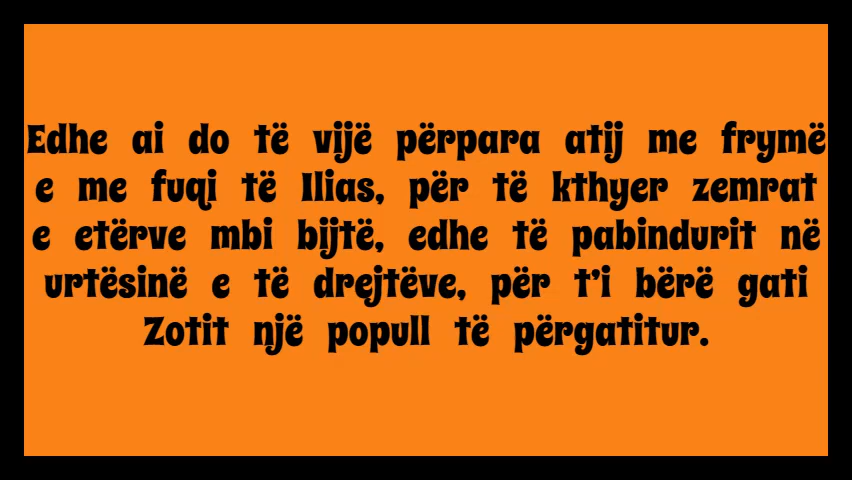 Edhe ai do të vijë përpara atij me frymë
e me fuqi të Ilias, për të kthyer zemrat
e etërve mbi bijtë, edhe të pabindurit në
urtësinë e të drejtëve, për t'i bërë gati
Zotit një popull të përgatitur.